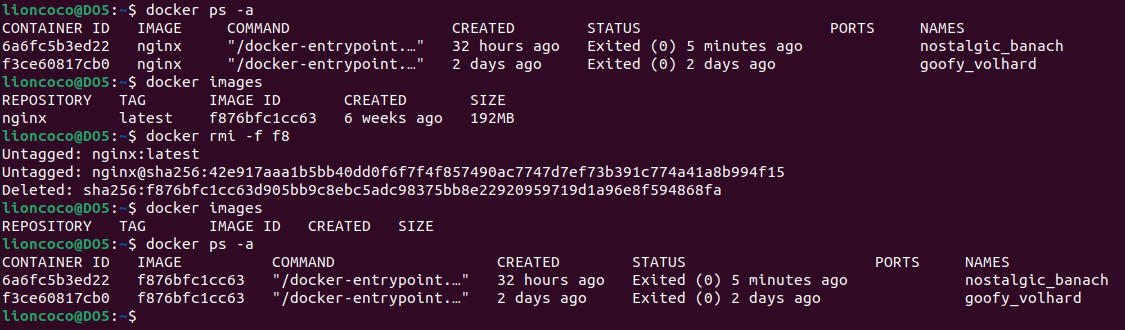 lioncoco@DO5:~$ docker ps -a
CONTAINER ID   IMAGE     COMMAND                  CREATED        STATUS                     PORTS     NAMES
6a6fc5b3ed22   nginx     "/docker-entrypoint.…"   32 hours ago   Exited (0) 5 minutes ago             nostalgic_banach
f3ce60817cb0   nginx     "/docker-entrypoint.…"   2 days ago     Exited (0) 2 days ago                goofy_volhard
lioncoco@DO5:~$ docker images
REPOSITORY   TAG       IMAGE ID       CREATED       SIZE
nginx        latest    f876bfc1cc63   6 weeks ago   192MB
lioncoco@DO5:~$ docker rmi -f f8
Untagged: nginx:latest
Untagged: nginx@sha256:42e917aaa1b5bb40dd0f6f7f4f857490ac7747d7ef73b391c774a41a8b994f15
Deleted: sha256:f876bfc1cc63d905bb9c8ebc5adc98375bb8e22920959719d1a96e8f594868fa
lioncoco@DO5:~$ docker images
REPOSITORY   TAG       IMAGE ID   CREATED   SIZE
lioncoco@DO5:~$ docker ps -a
CONTAINER ID   IMAGE          COMMAND                  CREATED        STATUS                     PORTS     NAMES
6a6fc5b3ed22   f876bfc1cc63   "/docker-entrypoint.…"   32 hours ago   Exited (0) 5 minutes ago             nostalgic_banach
f3ce60817cb0   f876bfc1cc63   "/docker-entrypoint.…"   2 days ago     Exited (0) 2 days ago                goofy_volhard
lioncoco@DO5:~$